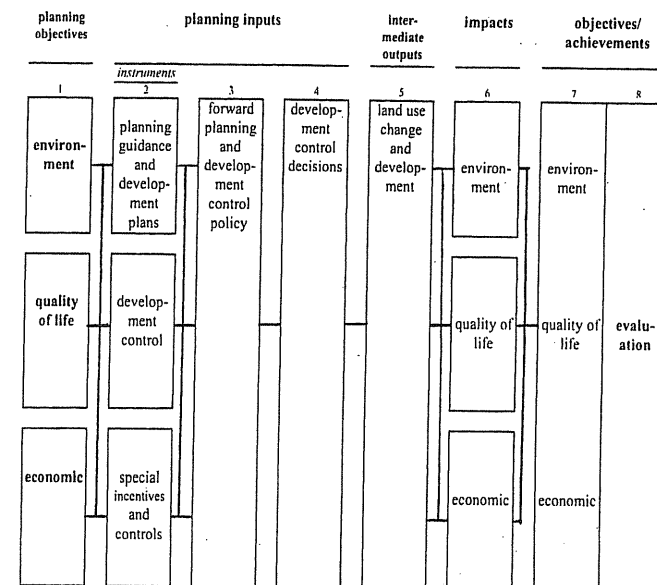 planning
objectives
planning inputs
inter-
mediate
outputs
impacts
objectives/
achievements
instruments
1
2
3
4
5
6
7
8
environ-
ment
planning
guidance
and
develop-
ment
plans
forward
planning
and
develop-
ment
control
policy
develop-
ment
control
decisions
land use
change
and
develop-
ment
environ-
ment
environ-
ment
quality
of life
develop-
ment
control
quality of
life
quality of
life
evalu-
ation
economic
special
incentives
and
controls
economic
economic